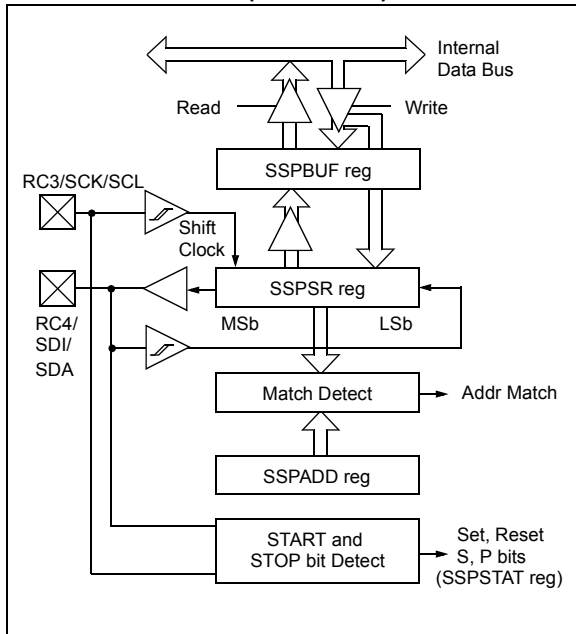 Internal
Data Bus
Read
Write
SSPBUF reg
RC3/SCK/SCL
Shift
Clock
SSPSR reg
MSb
LSb
RC4/
SDI/
SDA
Match Detect
Addr Match
SSPADD reg
START and
STOP bit Detect
Set, Reset
S, P bits
(SSPSTAT reg)